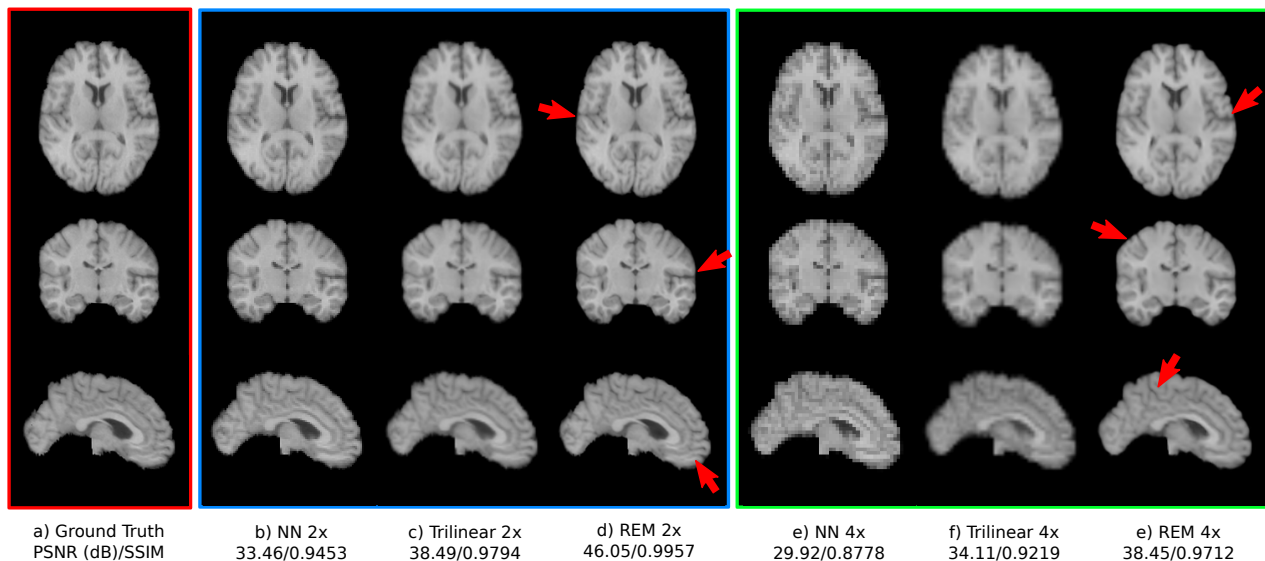 a) Ground Truth
PSNR (dB)/SSIM
b) NN 2x
33.46/0.9453
c) Trilinear 2x
38.49/0.9794
d) REM 2x
46.05/0.9957
e) NN 4x
29.92/0.8778
f) Trilinear 4x
34.11/0.9219
e) REM 4x
38.45/0.9712